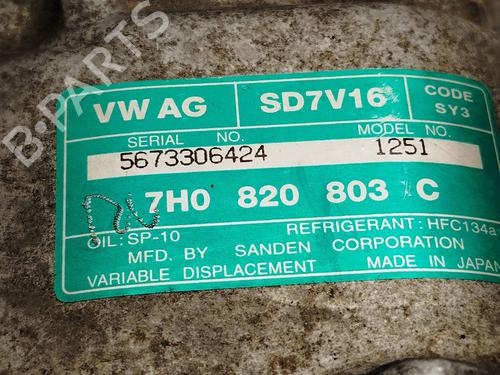 B-PARTS
VW AG SD7V16 CODE SY3
SERIAL NO. MODEL NO.
5673306424 1251
7H0 820 803 C
OIL: SP-10 REFRIGERANT: HFC134a
MFD. BY SANDEN CORPORATION
VARIABLE DISPLACEMENT MADE IN JAPAN